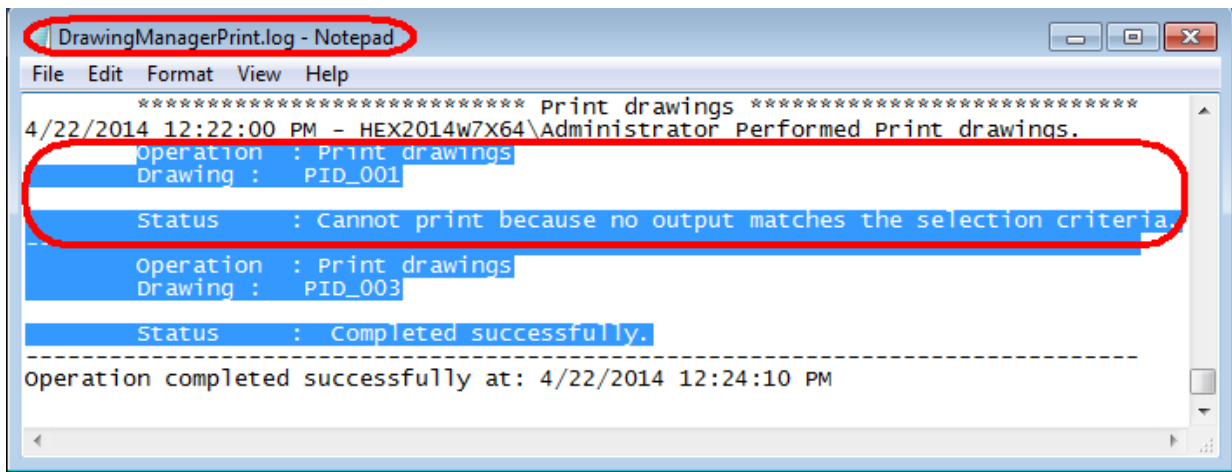 DrawingManagerPrint.log - Notepad
File Edit Format View Help
**************************** Print drawings ****************************
4/22/2014 12:22:00 PM - HEX2014W7X64\Administrator Performed Print drawings.
Operation : Print drawings
Drawing : PID_001
Status : Cannot print because no output matches the selection criteria.
--------------------------------------------------------------------------------
Operation : Print drawings
Drawing : PID_003
Status : Completed successfully.
--------------------------------------------------------------------------------
Operation completed successfully at: 4/22/2014 12:24:10 PM